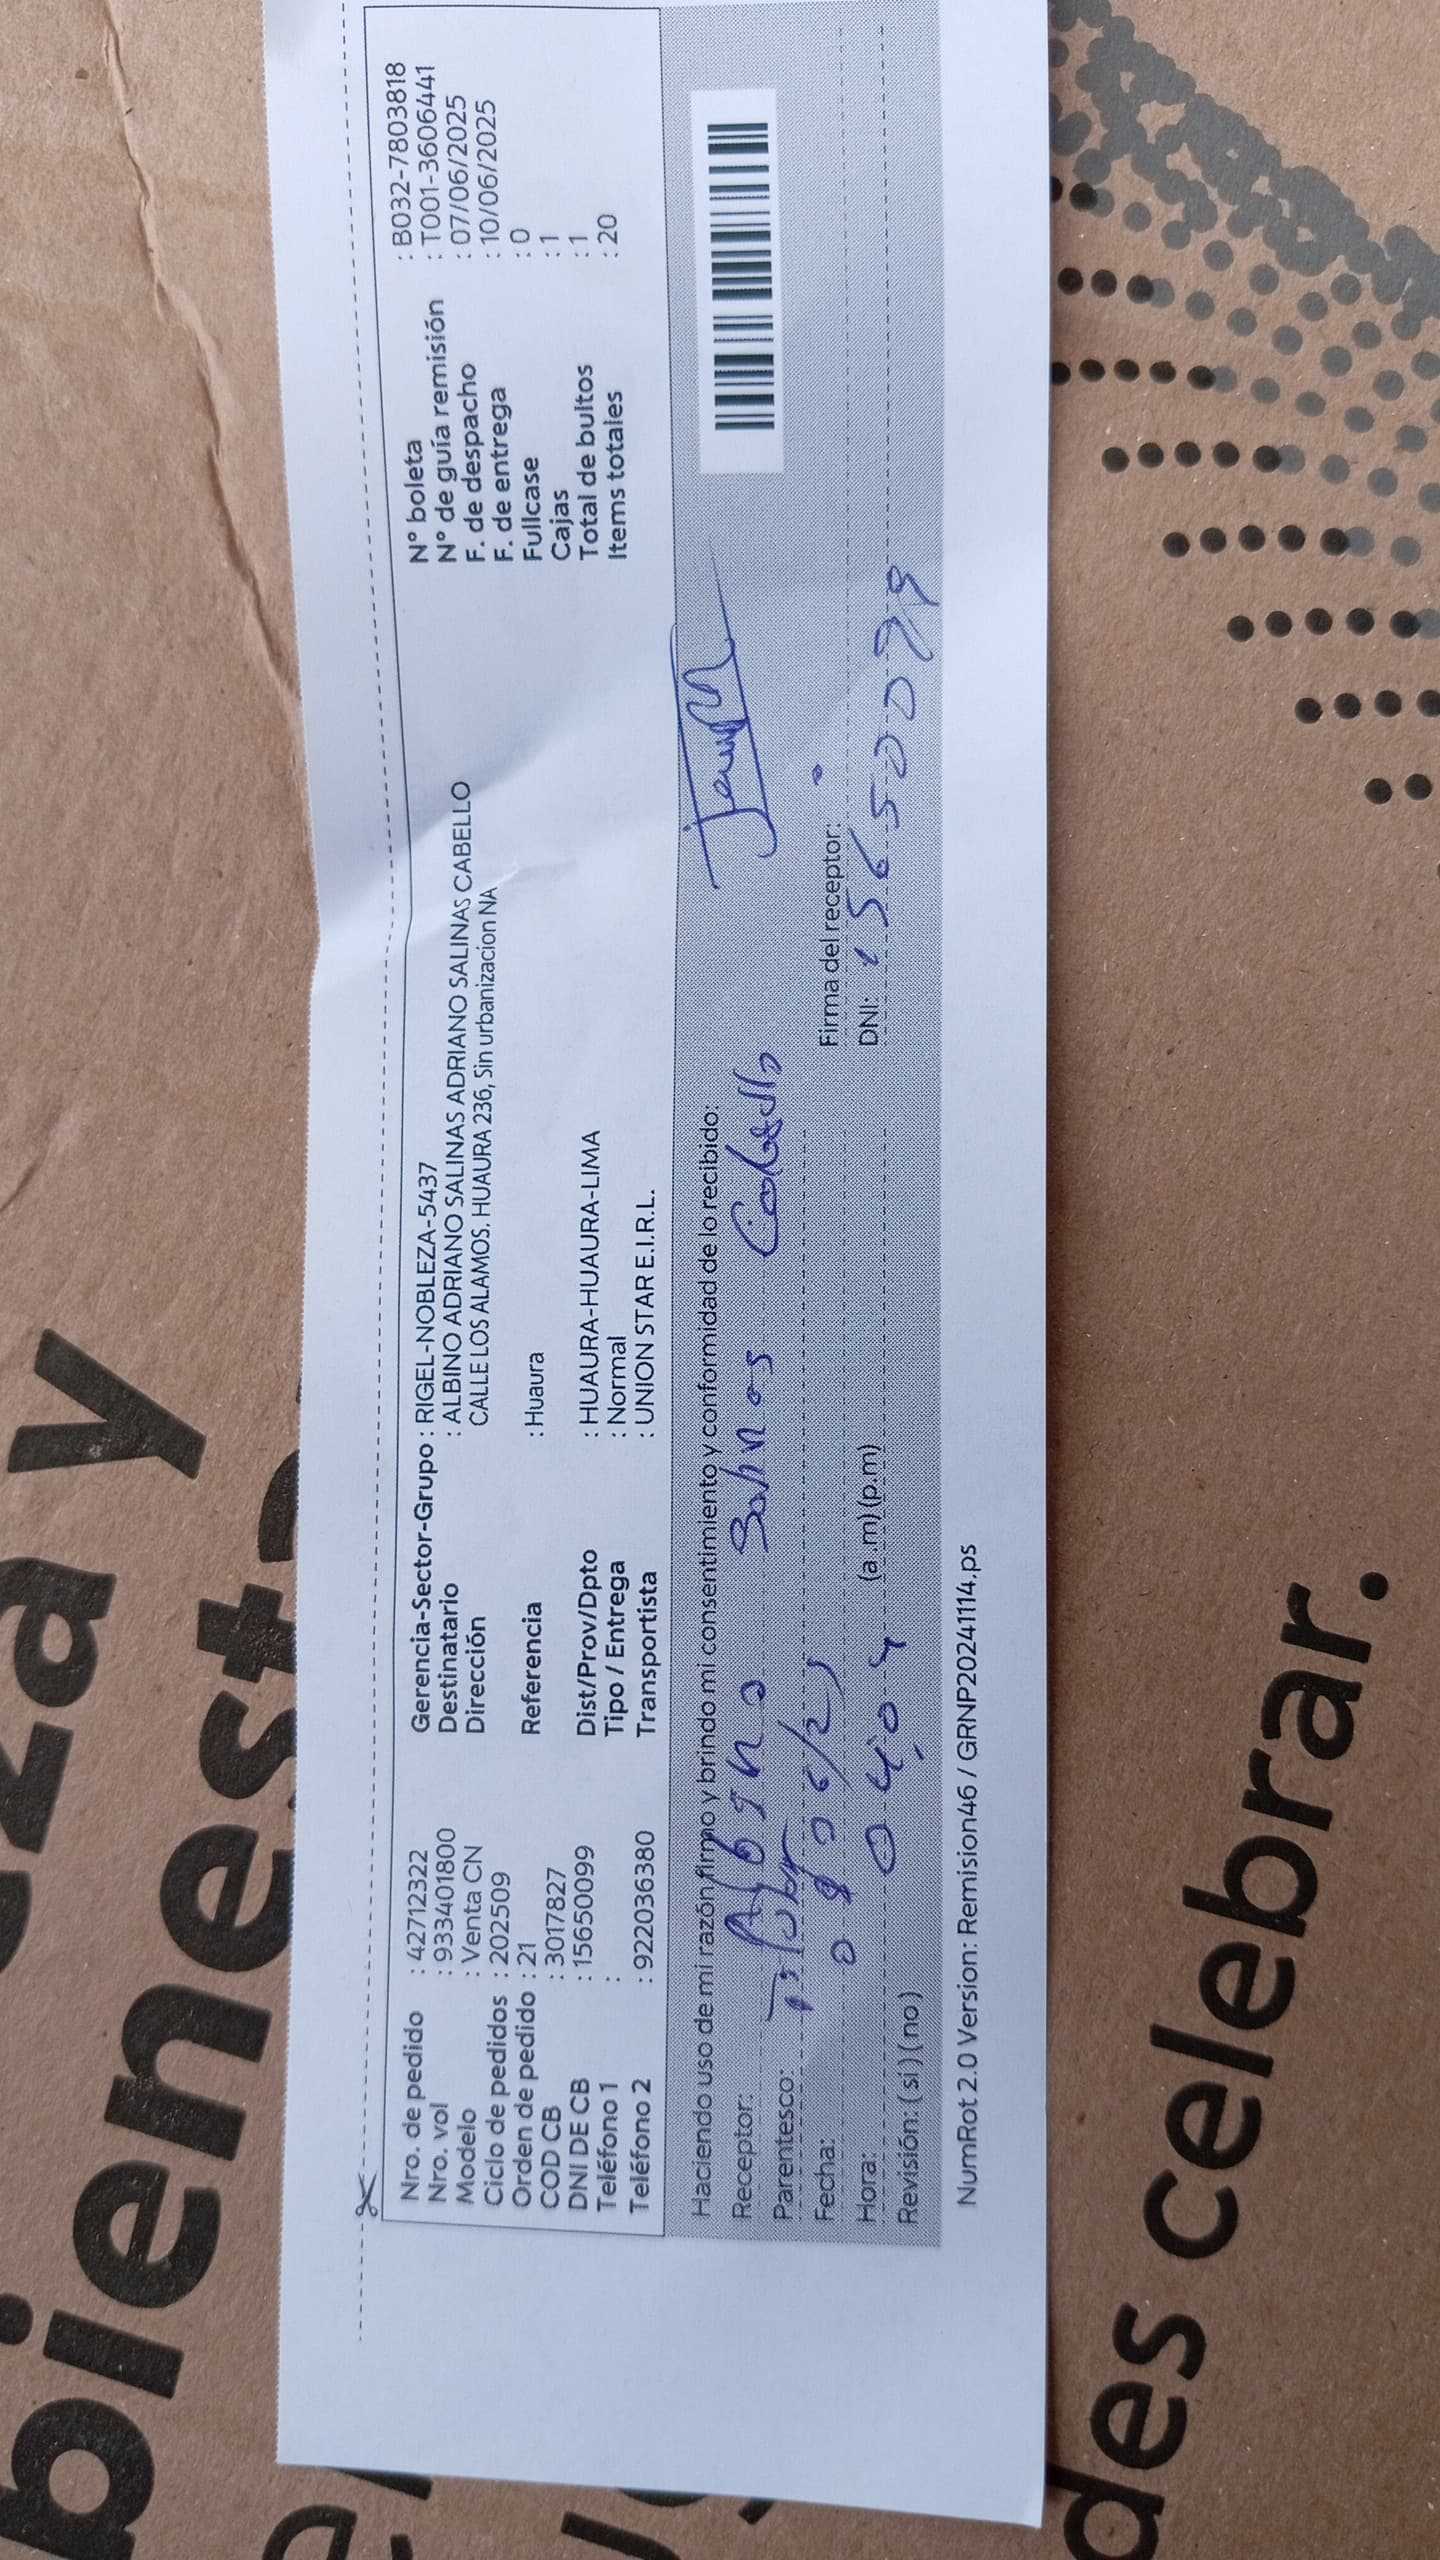 Nro. de pedido : 42712322
Nro. vol : 933401800
Modelo : Venta CN
Ciclo de pedidos : 202509
Orden de pedido : 21
COD CB : 3017827
DNI DE CB : 15650099
Teléfono 1 :
Teléfono 2 : 922036380
Gerencia-Sector-Grupo : RIGEL-NOBLEZA-5437
Destinatario : ALBINO ADRIANO SALINAS ADRIANO SALINAS CABELLO
Dirección CALLE LOS ALAMOS. HUAURA 236, Sin urbanizacion NA
Referencia : Huaura
Dist/Prov/Dpto : HUAURA-HUAURA-LIMA
Tipo / Entrega : Normal
Transportista : UNION STAR E.I.R.L.
N° boleta : B032-7803818
N° de guía remisión : T001-3606441
F. de despacho : 07/06/2025
F. de entrega : 10/06/2025
Fullcase : 0
Cajas : 1
Total de bultos : 1
Items totales : 20
Haciendo uso de mi razón firmo y brindo mi consentimiento y conformidad de lo recibido:
Receptor: Albino Salinas Cabello
Parentesco:
Fecha: 09/06/25
Firma del receptor:
Hora: (a .m) (p.m)
DNI: 15650099
Revisión: ( si ) ( no )
NumRot 2.0 Version: Remision46 / GRNP20241114.ps
za y
bienest
des celebrar.